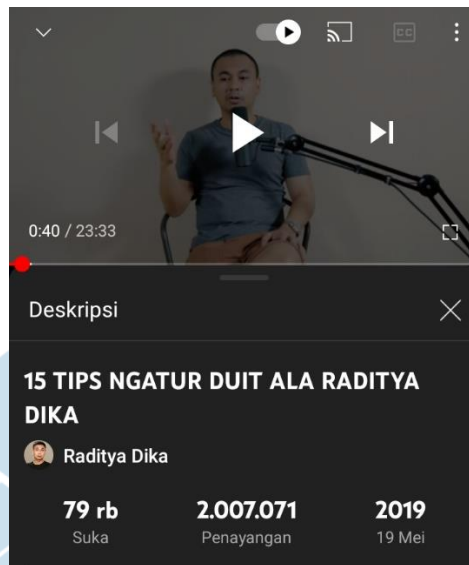 CC
0:40 / 23:33
Deskripsi
15 TIPS NGATUR DUIT ALA RADITYA
DIKA
Raditya Dika
79 rb 2.007.071 2019
Suka Penayangan 19 Mei